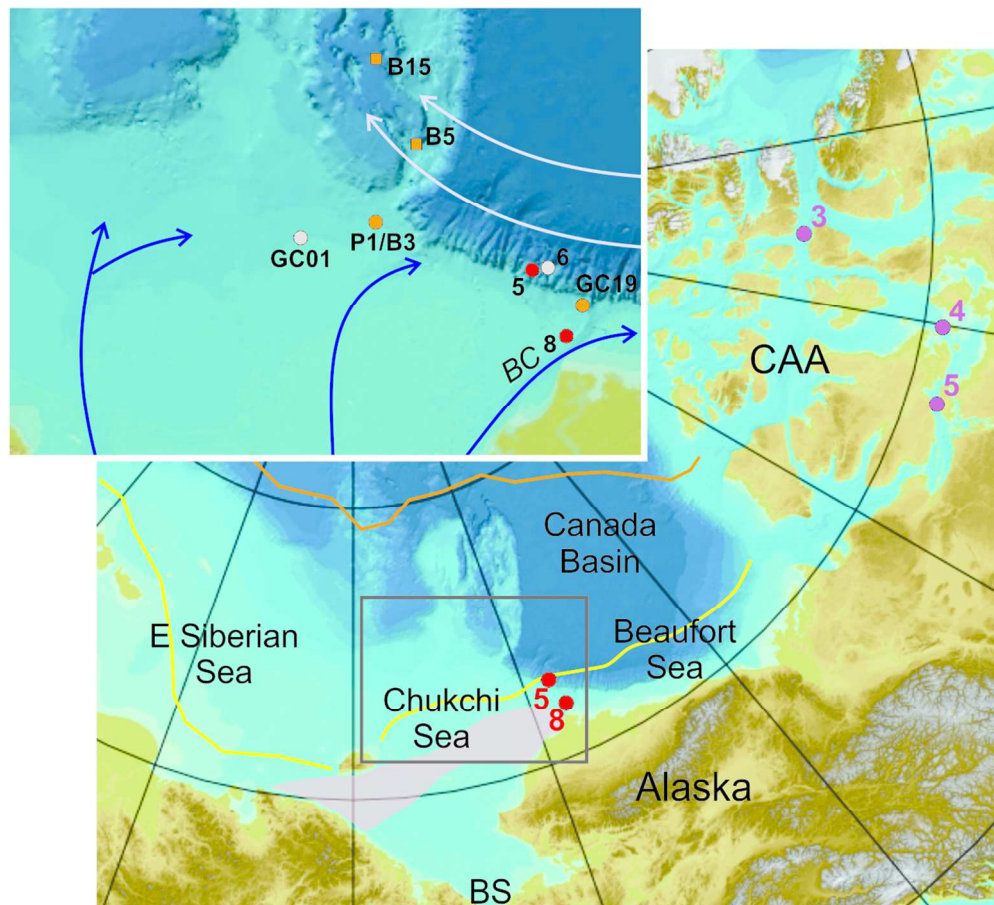 B15
B5
P1/B3
GC01
6
5
GC19
8
BC
3
4
CAA
5
Canada
Basin
E Siberian
Sea
Beaufort
Sea
Chukchi
Sea
5
8
Alaska
BS